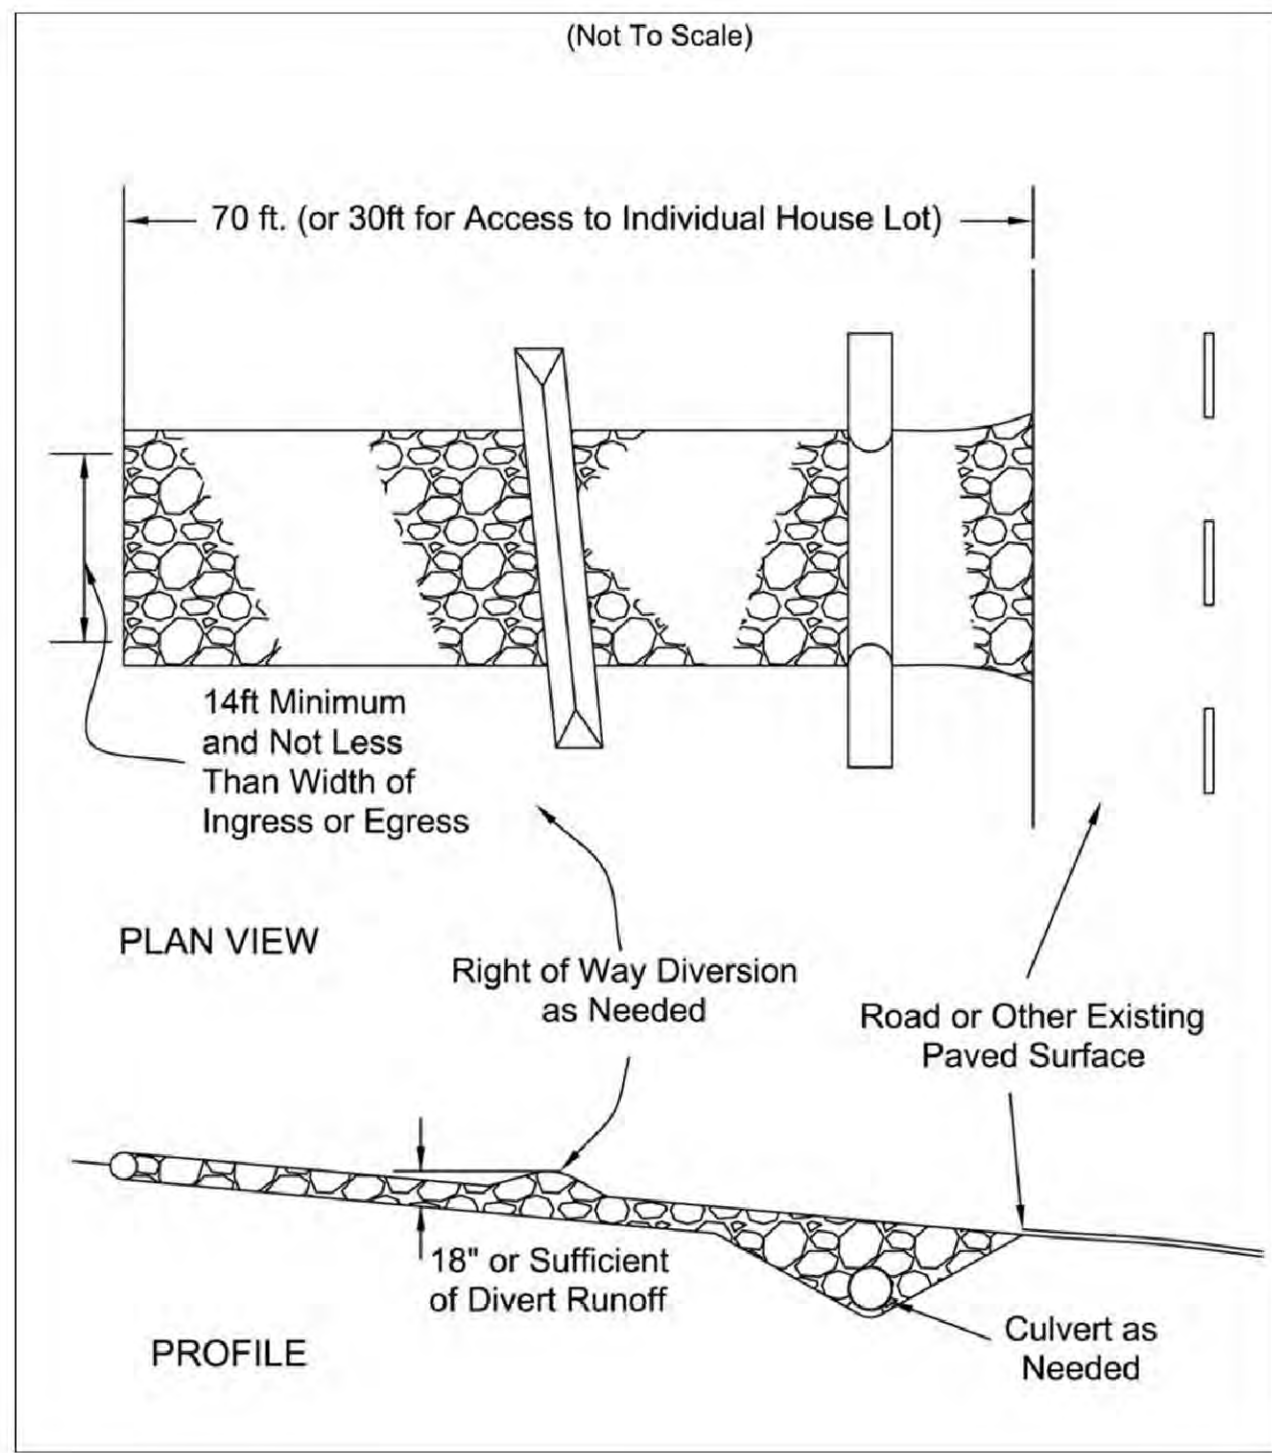 (Not To Scale)
70 ft. (or 30ft for Access to Individual House Lot)
14ft Minimum
and Not Less
Than Width of
Ingress or Egress
PLAN VIEW
Right of Way Diversion
as Needed
Road or Other Existing
Paved Surface
18" or Sufficient
of Divert Runoff
Culvert as
Needed
PROFILE